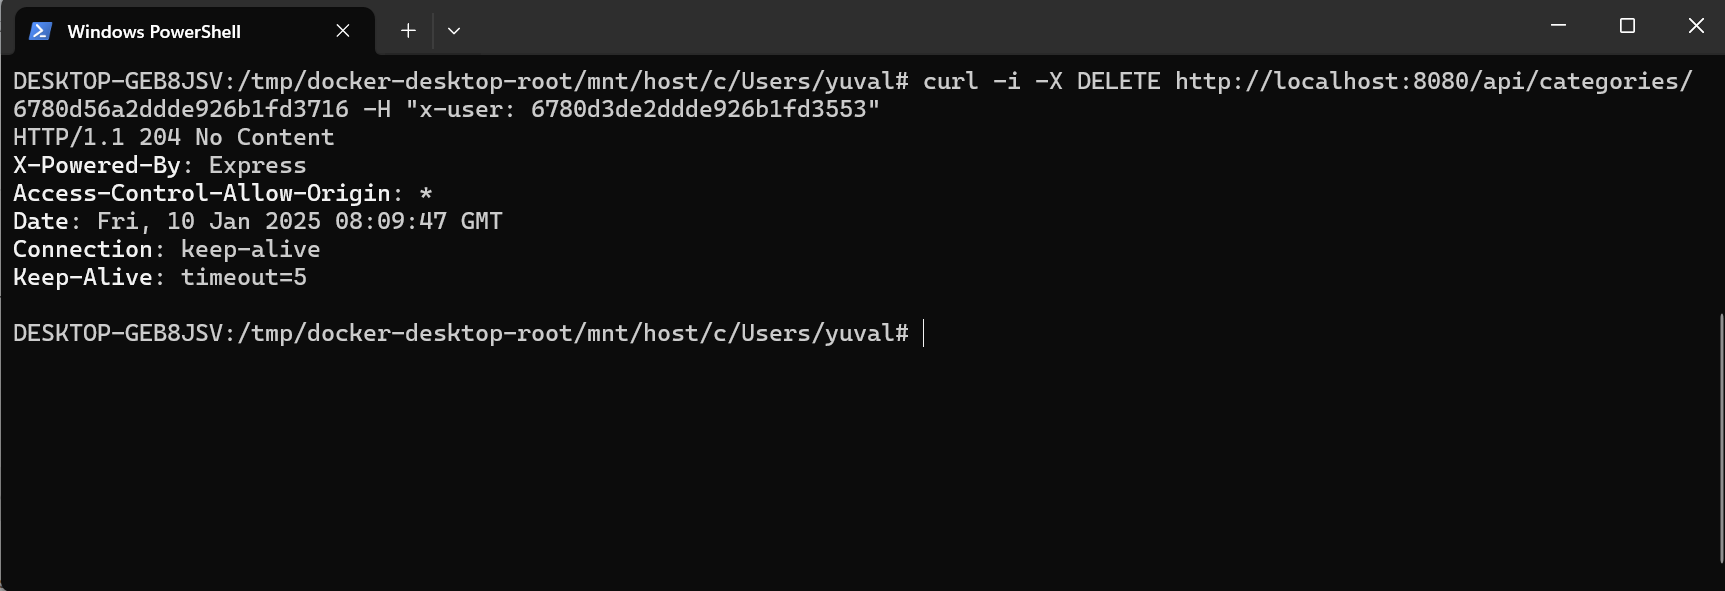 Windows PowerShell
DESKTOP-GEB8JSV:/tmp/docker-desktop-root/mnt/host/c/Users/yuval# curl -i -X DELETE http://localhost:8080/api/categories/
6780d56a2ddde926b1fd3716 -H "x-user: 6780d3de2ddde926b1fd3553"
HTTP/1.1 204 No Content
X-Powered-By: Express
Access-Control-Allow-Origin: *
Date: Fri, 10 Jan 2025 08:09:47 GMT
Connection: keep-alive
Keep-Alive: timeout=5
DESKTOP-GEB8JSV:/tmp/docker-desktop-root/mnt/host/c/Users/yuval#